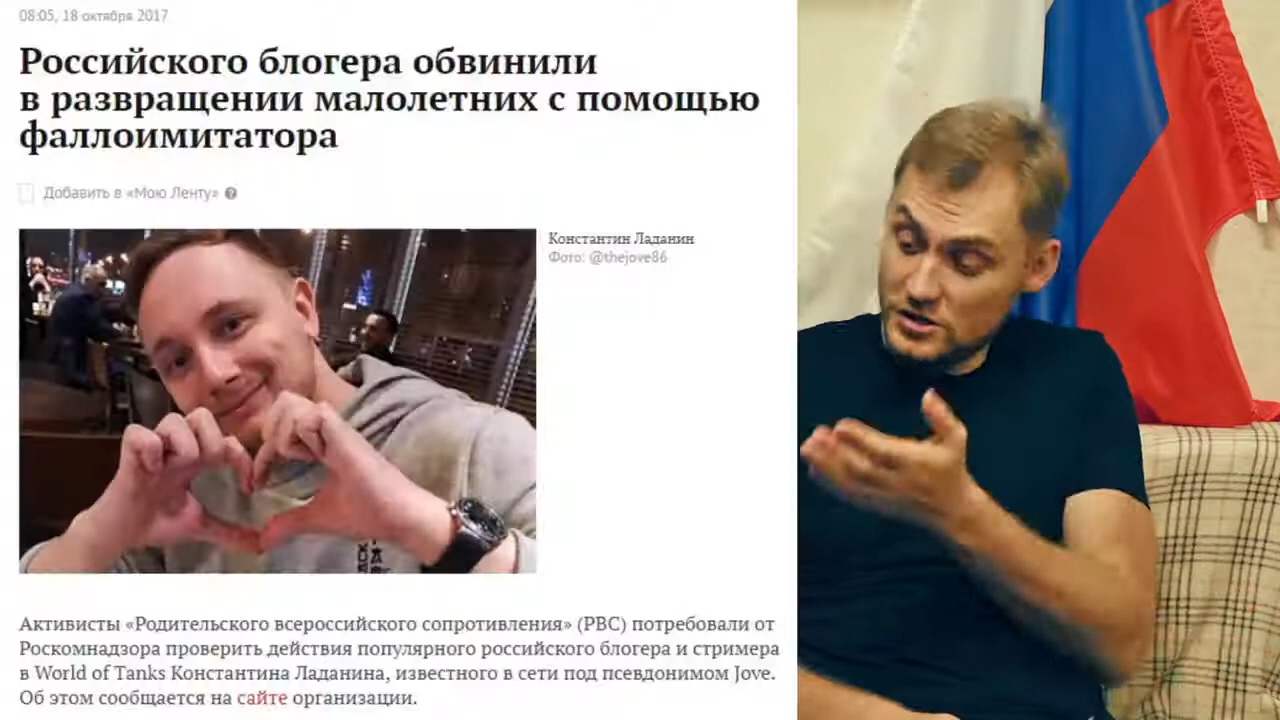 08:05, 18 октября 2017
Российского блогера обвинили
в развращении малолетних с помощью
фаллоимитатора
Добавить в «Мою Ленту» ?
Константин Ладанин
Фото: @thejove86
Активисты «Родительского всероссийского сопротивления» (РВС) потребовали от
Роскомнадзора проверить действия популярного российского блогера и стримера
в World of Tanks Константина Ладанина, известного в сети под псевдонимом Jove.
Об этом сообщается на сайте организации.